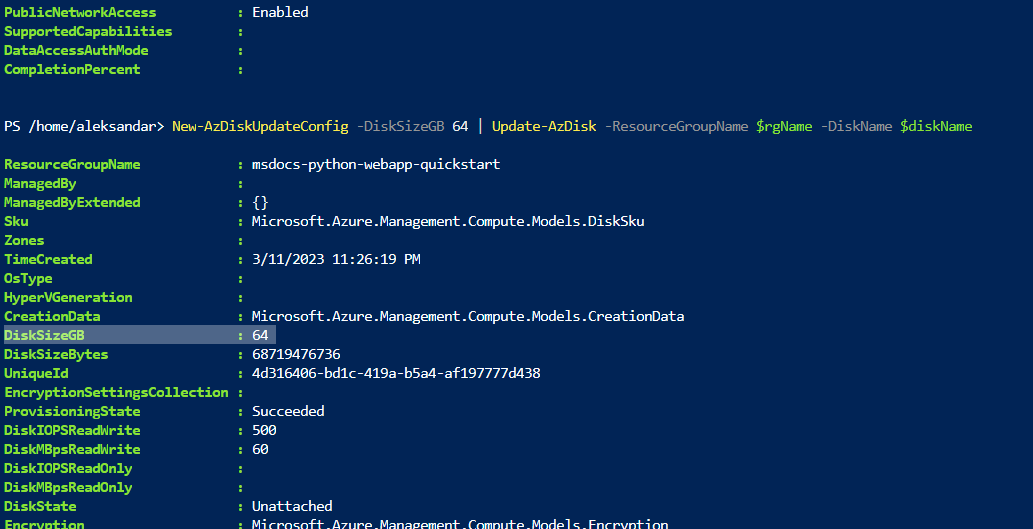 PublicNetworkAccess : Enabled
SupportedCapabilities :
DataAccessAuthMode :
CompletionPercent :
PS /home/aleksandar> New-AzDiskUpdateConfig -DiskSizeGB 64 | Update-AzDisk -ResourceGroupName $rgName -DiskName $diskName
ResourceGroupName : msdocs-python-webapp-quickstart
ManagedBy :
ManagedByExtended : {}
Sku : Microsoft.Azure.Management.Compute.Models.DiskSku
Zones :
TimeCreated : 3/11/2023 11:26:19 PM
OsType :
HyperVGeneration :
CreationData : Microsoft.Azure.Management.Compute.Models.CreationData
DiskSizeGB : 64
DiskSizeBytes : 68719476736
UniqueId : 4d316406-bd1c-419a-b5a4-af197777d438
EncryptionSettingsCollection :
ProvisioningState : Succeeded
DiskIOPSReadWrite : 500
DiskMBpsReadWrite : 60
DiskIOPSReadOnly :
DiskMBpsReadOnly :
DiskState : Unattached
Encryption : Microsoft.Azure.Management.Compute.Models.Encryption